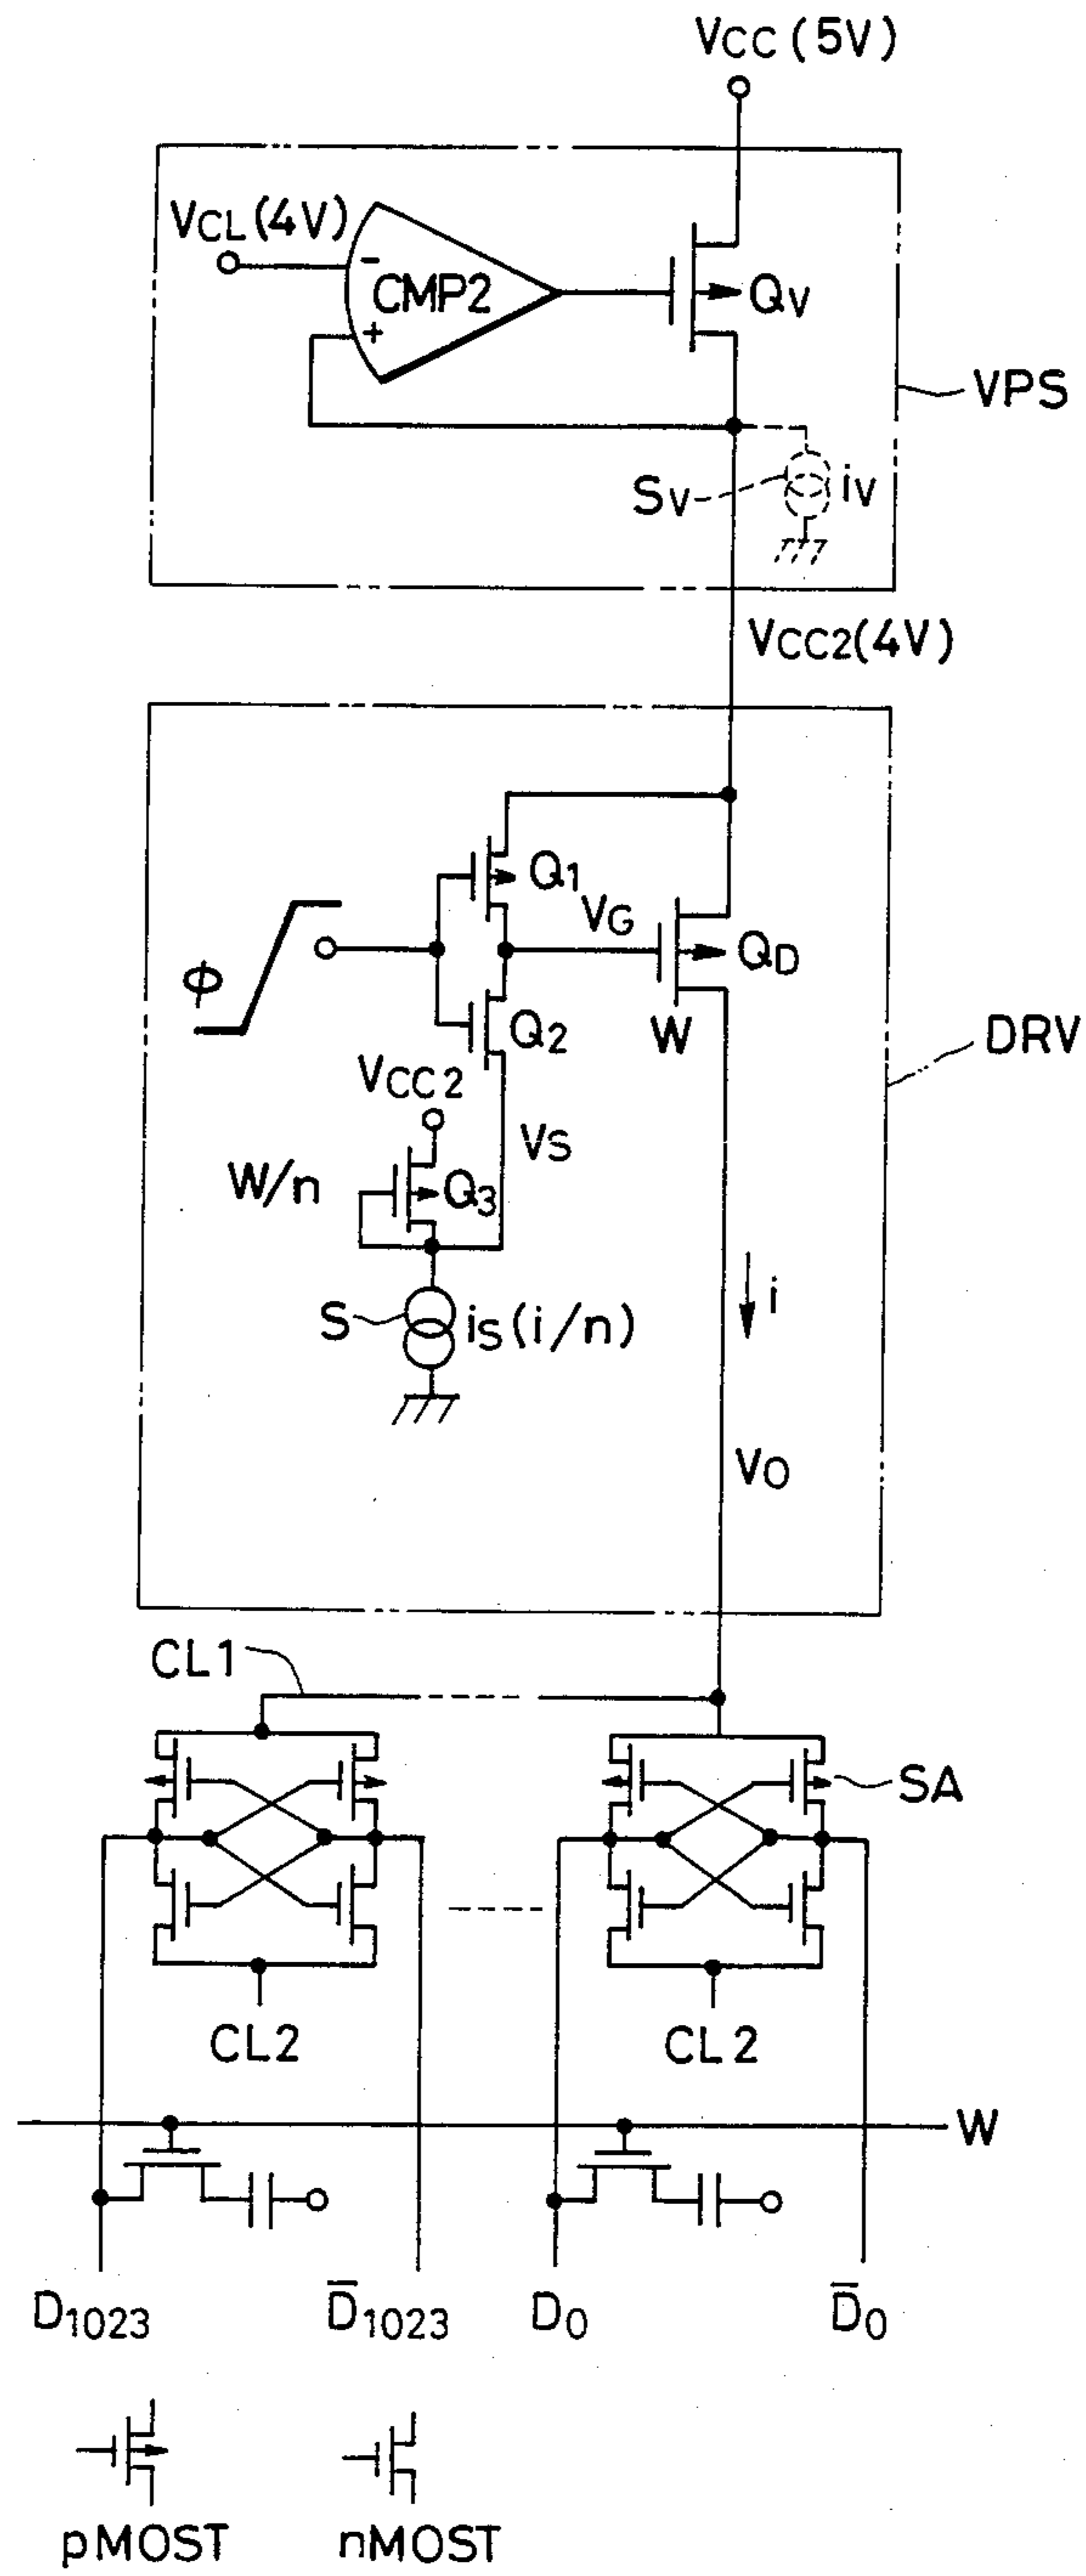 VCC (5V)
VCL (4V)
-
CMP2
+
QV
VPS
SV
iV
VCC2 (4V)
Q1
VG
QD
ϕ
Q2
W
DRV
VCC2
VS
W/n
Q3
i
S
iS (i/n)
VO
CL1
SA
CL2
CL2
W
D1023
D̅1023
D0
D̅0
pMOST
nMOST